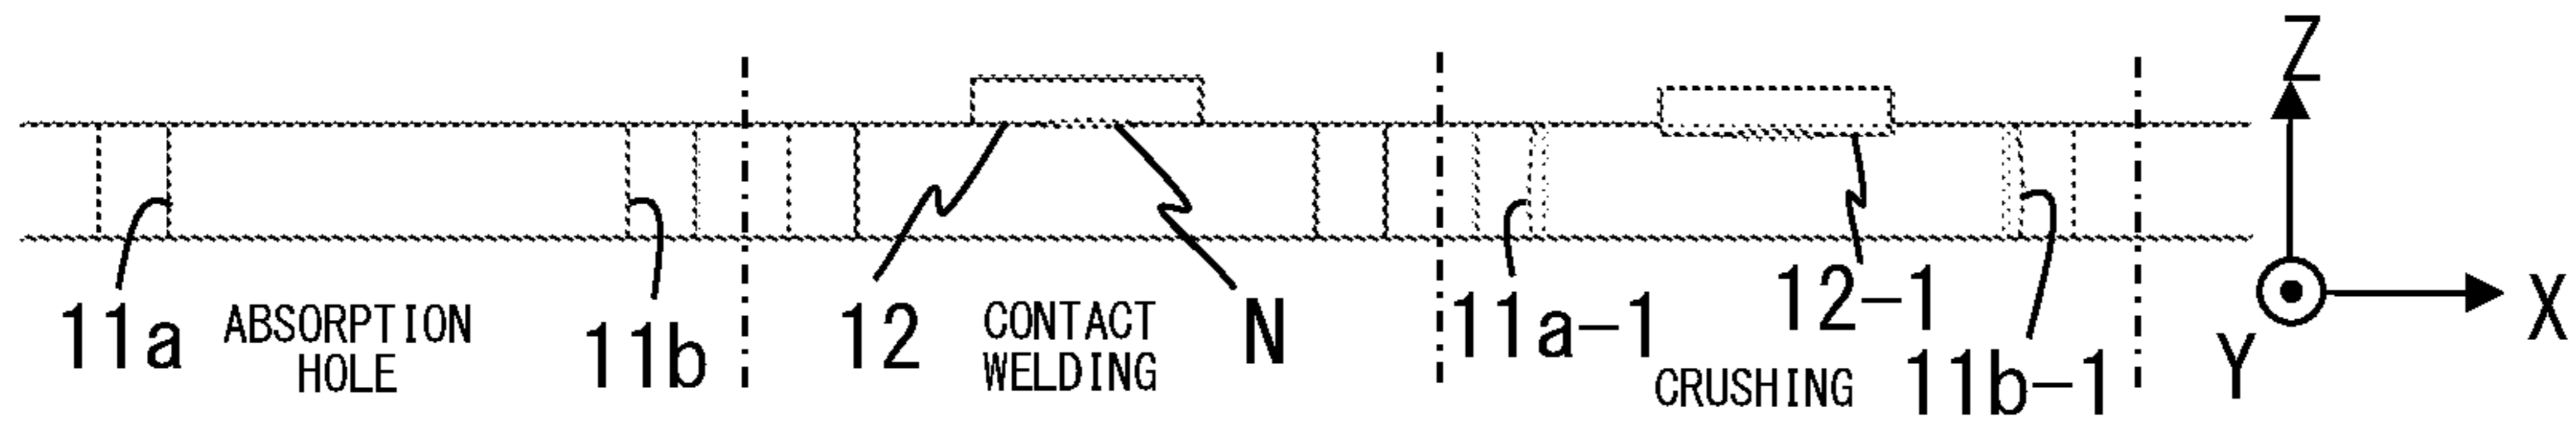 11a
ABSORPTION
HOLE
11b
12
CONTACT
WELDING
N
11a-1
CRUSHING
12-1
11b-1
Z
Y
X